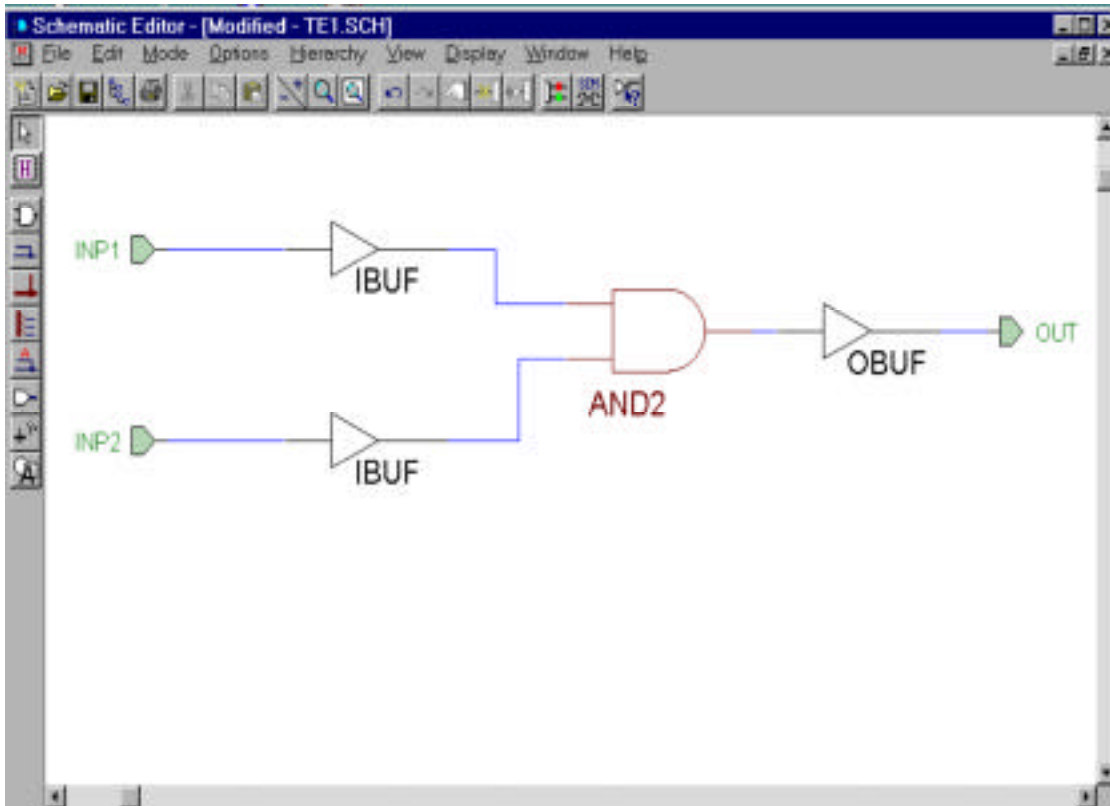 Schematic Editor - [Modified - TE1.SCH]
File Edit Mode Options Hierarchy View Display Window Help
INP1
IBUF
AND2
OBUF
OUT
INP2
IBUF